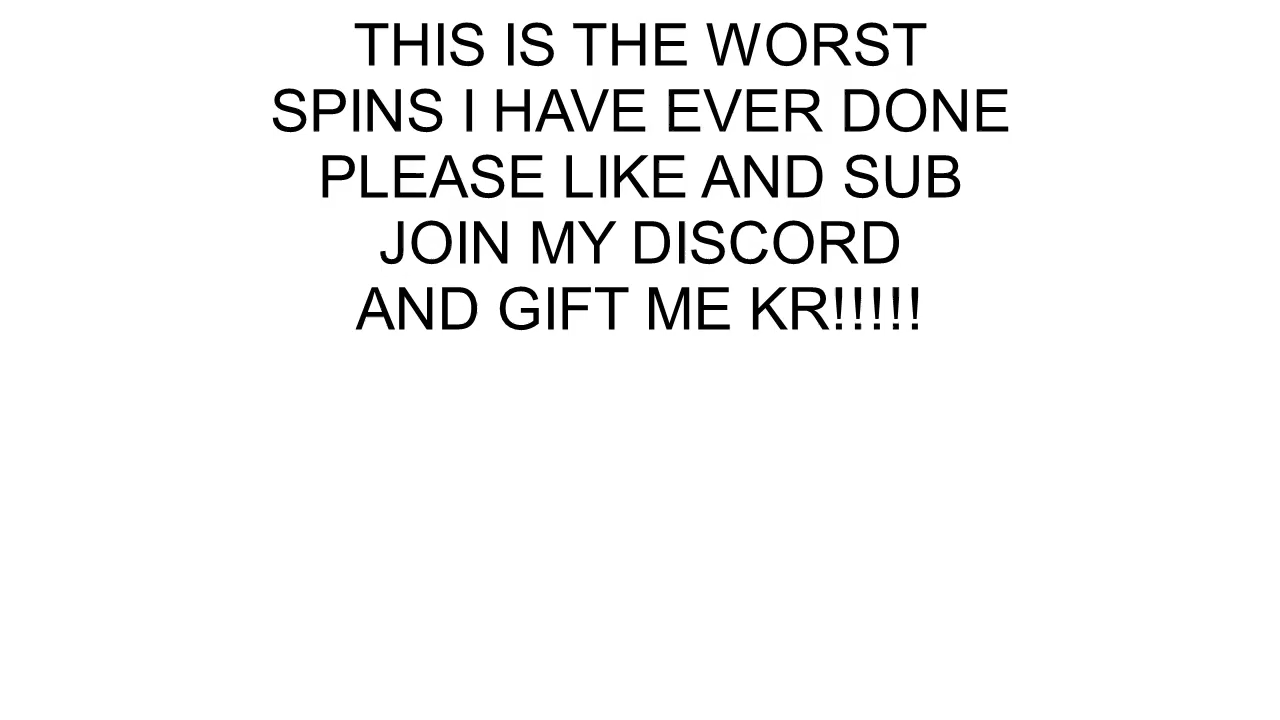 THIS IS THE WORST
SPINS I HAVE EVER DONE
PLEASE LIKE AND SUB
JOIN MY DISCORD
AND GIFT ME KR!!!!!